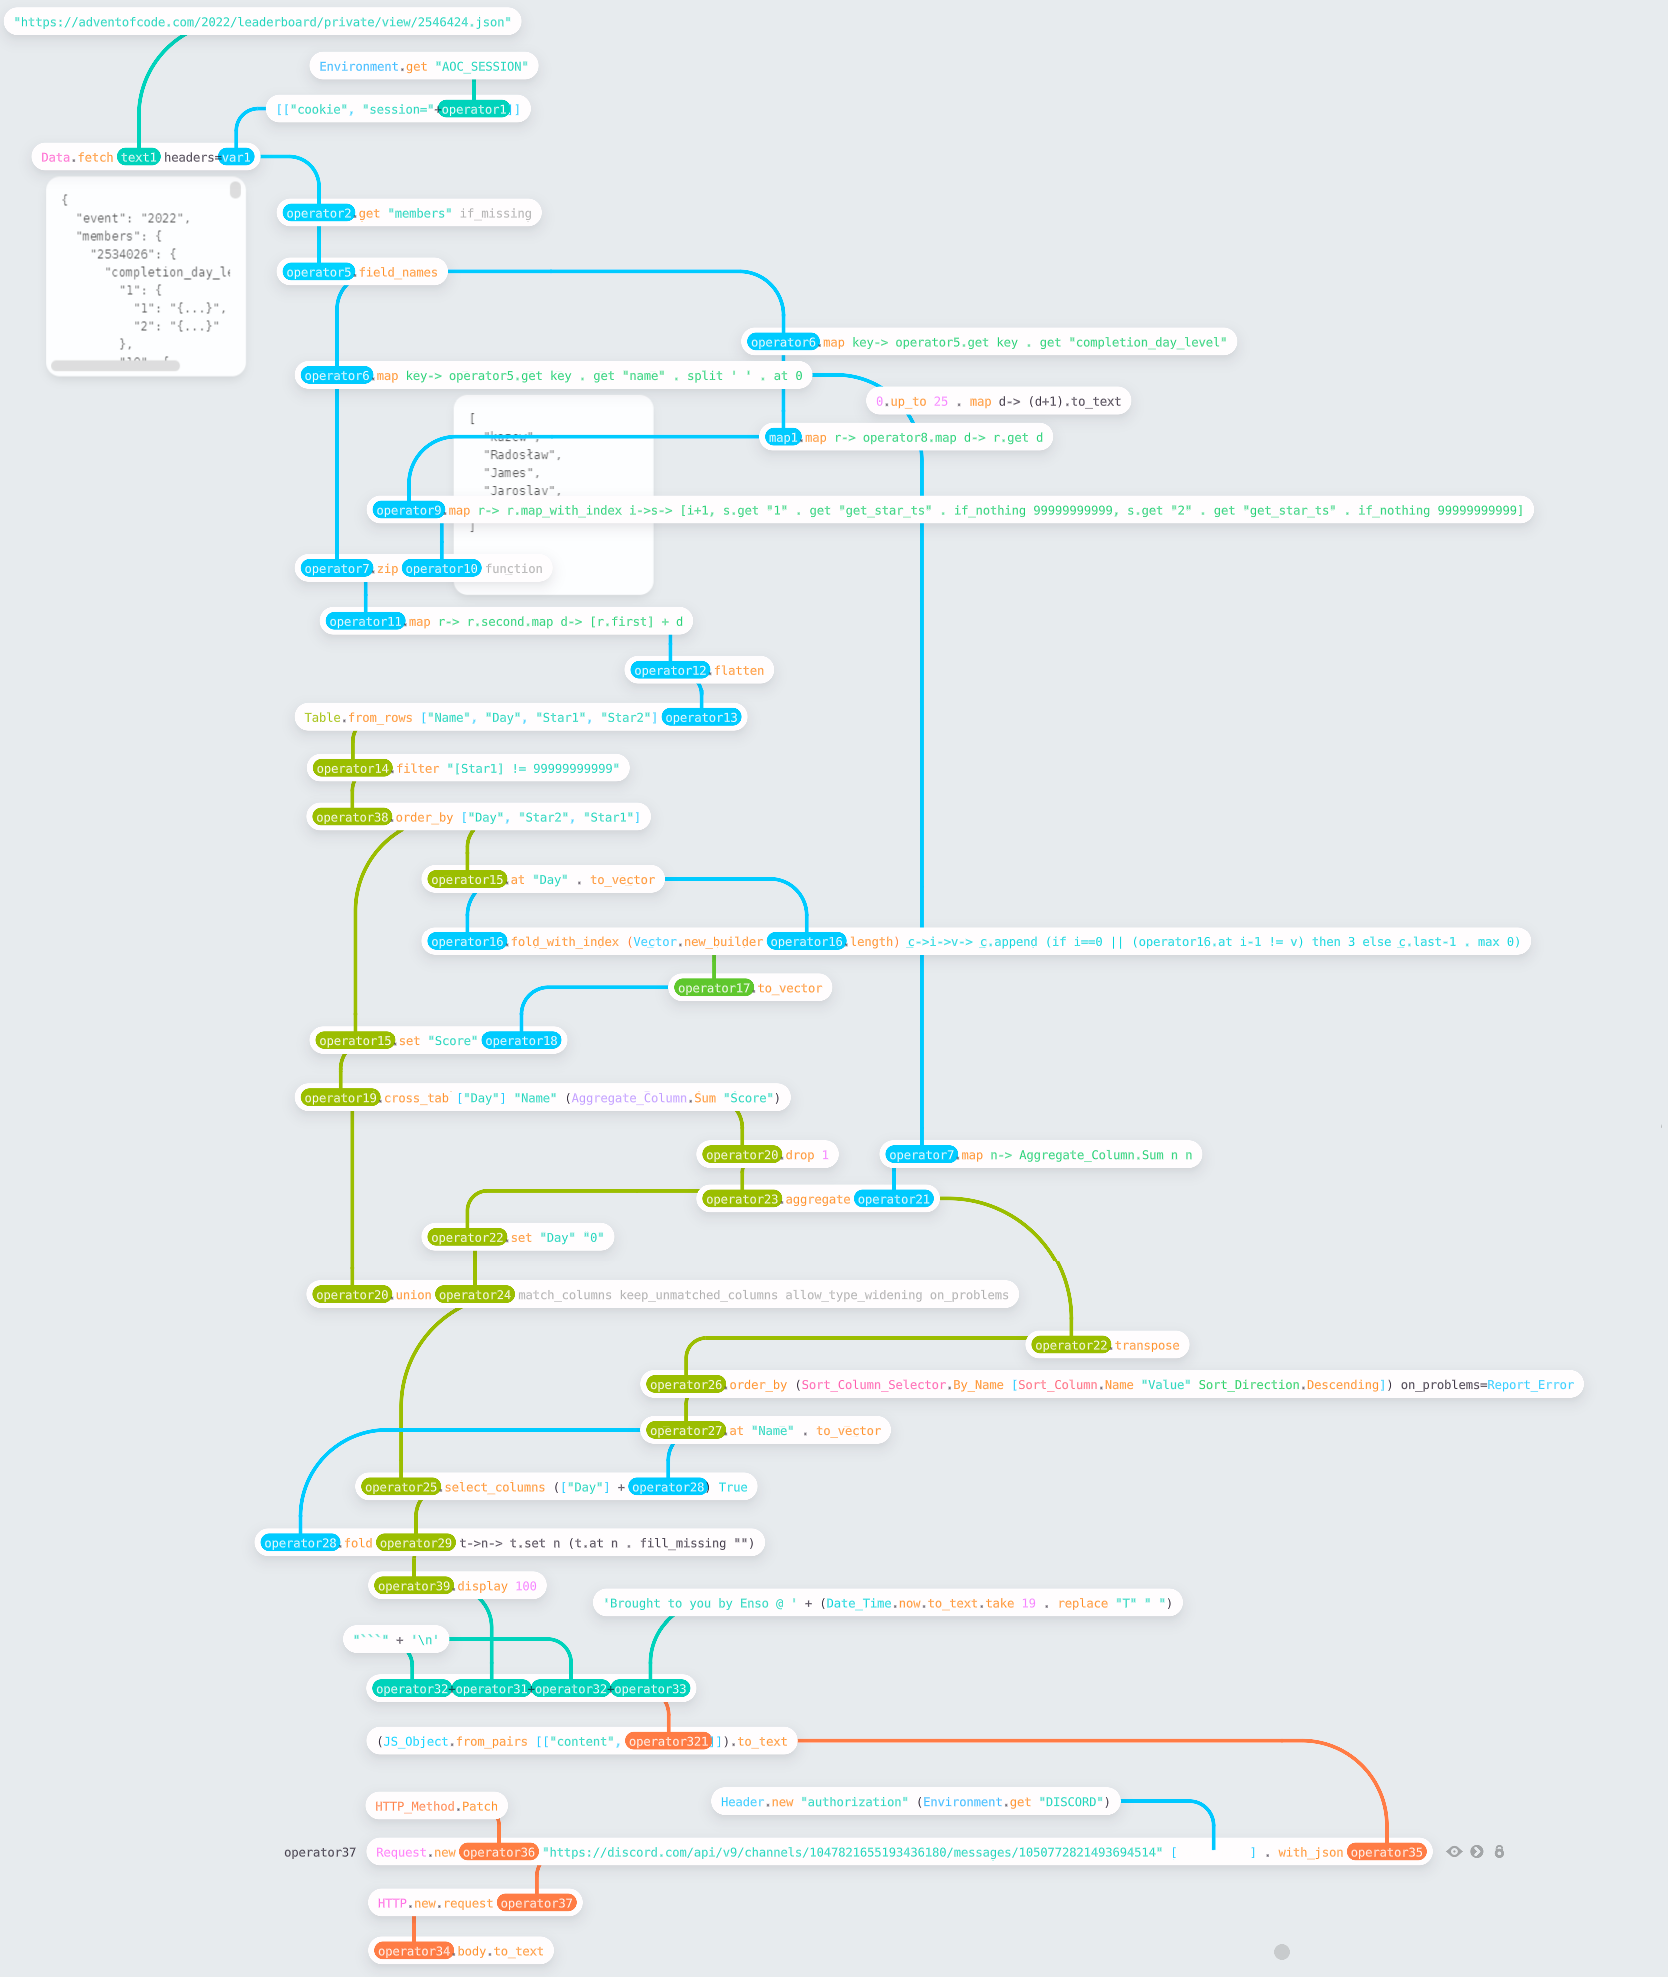 "https://adventofcode.com/2022/leaderboard/private/view/2546424.json"
Environment.get "AOC_SESSION"
[["cookie", "session="+operator1]]
Data.fetch text1 headers=var1
{
"event": "2022",
"members": {
"2534026": {
"completion_day_le
"1": {
"1": "{...}",
"2": "{...}"
},
"10": {
operator2.get "members" if_missing
operator5.field_names
operator6.map key-> operator5.get key . get "completion_day_level"
operator6.map key-> operator5.get key . get "name" . split ' ' . at 0
0.up_to 25 . map d-> (d+1).to_text
[
"kazcw",
"Radosław",
"James",
"Jaroslav",
]
map1.map r-> operator8.map d-> r.get d
operator9.map r-> r.map_with_index i->s-> [i+1, s.get "1" . get "get_star_ts" . if_nothing 99999999999, s.get "2" . get "get_star_ts" . if_nothing 99999999999]
operator7.zip operator10 function
operator11.map r-> r.second.map d-> [r.first] + d
operator12.flatten
Table.from_rows ["Name", "Day", "Star1", "Star2"] operator13
operator14.filter "[Star1] != 99999999999"
operator38.order_by ["Day", "Star2", "Star1"]
operator15.at "Day" . to_vector
operator16.fold_with_index (Vector.new_builder operator16.length) c->i->v-> c.append (if i==0 || (operator16.at i-1 != v) then 3 else c.last-1 . max 0)
operator17.to_vector
operator15.set "Score" operator18
operator19.cross_tab ["Day"] "Name" (Aggregate_Column.Sum "Score")
operator20.drop 1
operator7.map n-> Aggregate_Column.Sum n n
operator23.aggregate operator21
operator22.set "Day" "0"
operator20.union operator24 match_columns keep_unmatched_columns allow_type_widening on_problems
operator22.transpose
operator26.order_by (Sort_Column_Selector.By_Name [Sort_Column.Name "Value" Sort_Direction.Descending]) on_problems=Report_Error
operator27.at "Name" . to_vector
operator25.select_columns (["Day"] + operator28) True
operator28.fold operator29 t->n-> t.set n (t.at n . fill_missing "")
operator39.display 100
'Brought to you by Enso @ ' + (Date_Time.now.to_text.take 19 . replace "T" " ")
"```" + '\n'
operator32+operator31+operator32+operator33
(JS_Object.from_pairs [["content", operator321]]).to_text
HTTP_Method.Patch
Header.new "authorization" (Environment.get "DISCORD")
operator37 Request.new operator36 "https://discord.com/api/v9/channels/1047821655193436180/messages/1050772821493694514" [ ] . with_json operator35
HTTP.new.request operator37
operator34.body.to_text